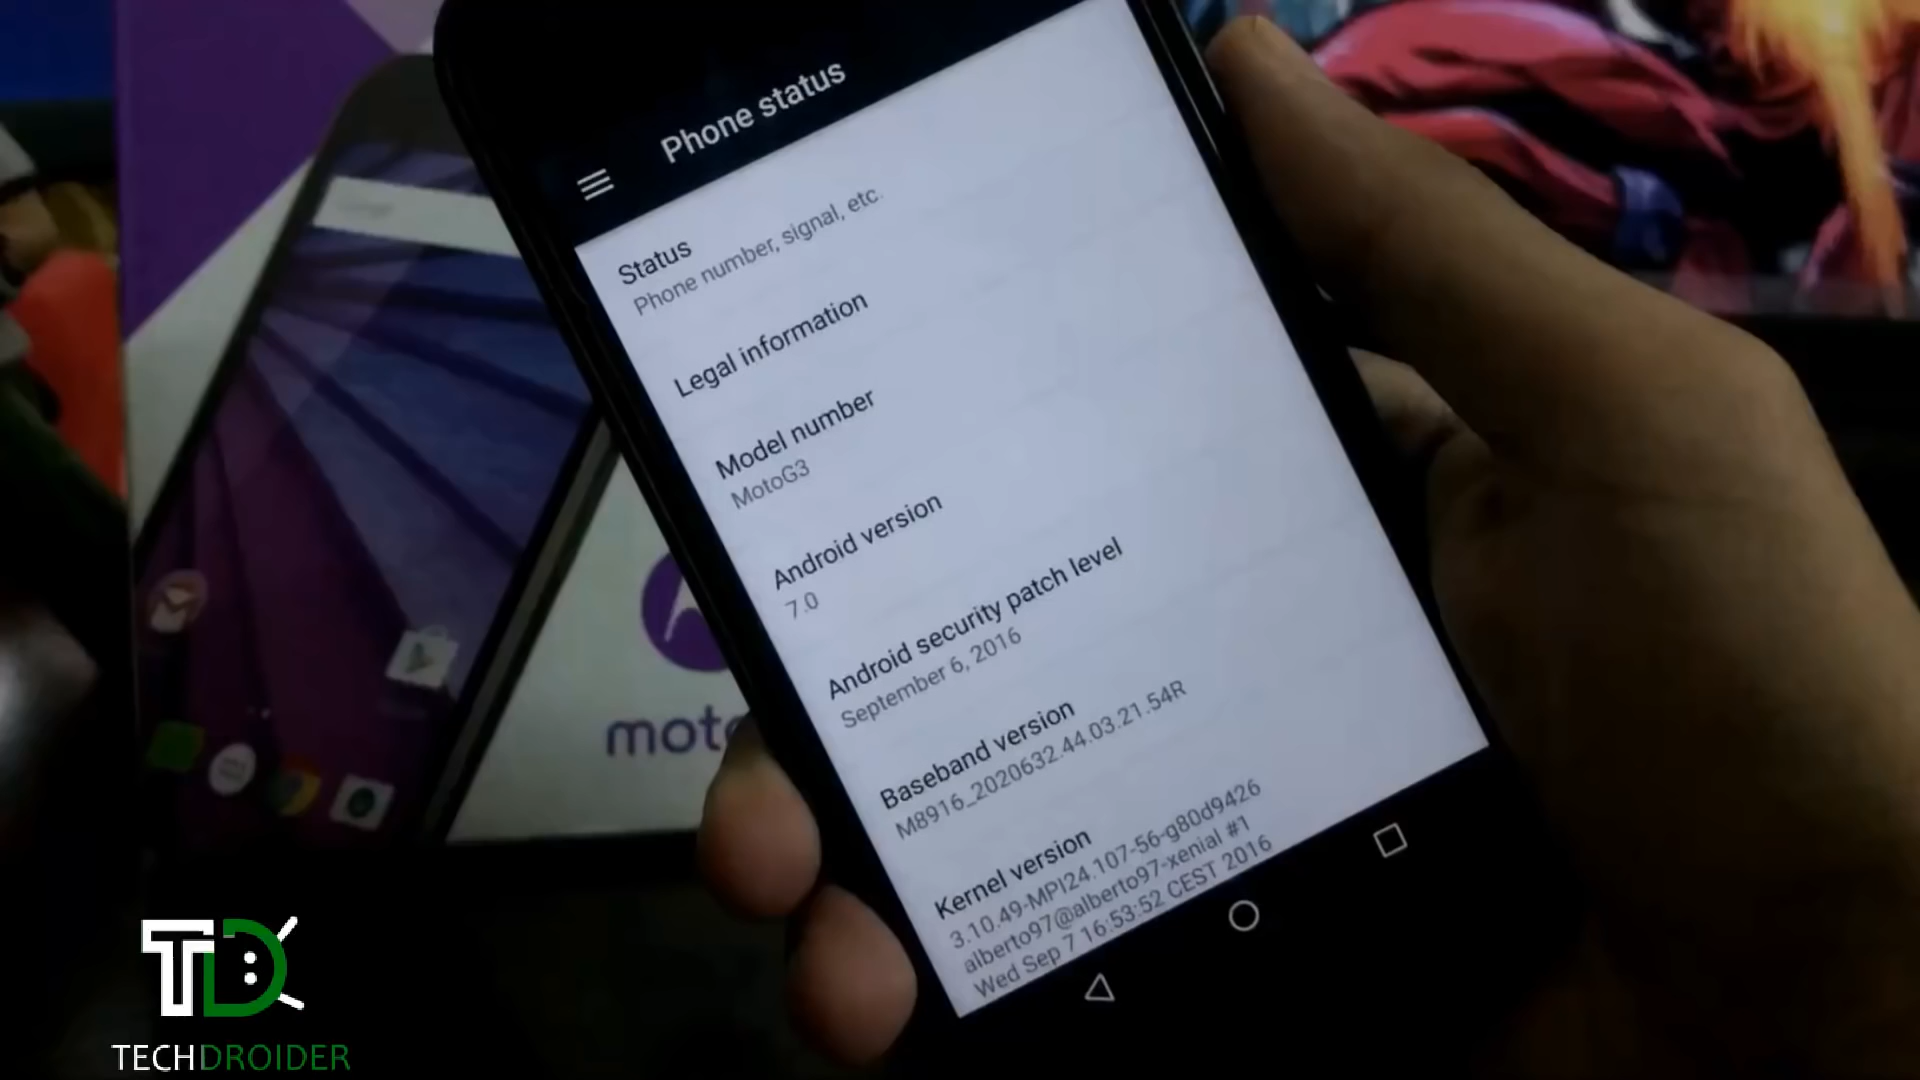 Phone status
Status
Phone number, signal, etc.
Legal information
Model number
MotoG3
Android version
7.0
Android security patch level
September 6, 2016
Baseband version
M8916_2020632.44.03.21.54R
Kernel version
3.10.49-MPI24.107-56-g80d9426
alberto97@alberto97-xenial #1
Wed Sep 7 16:53:52 CEST 2016
moto
TD
TECHDROIDER